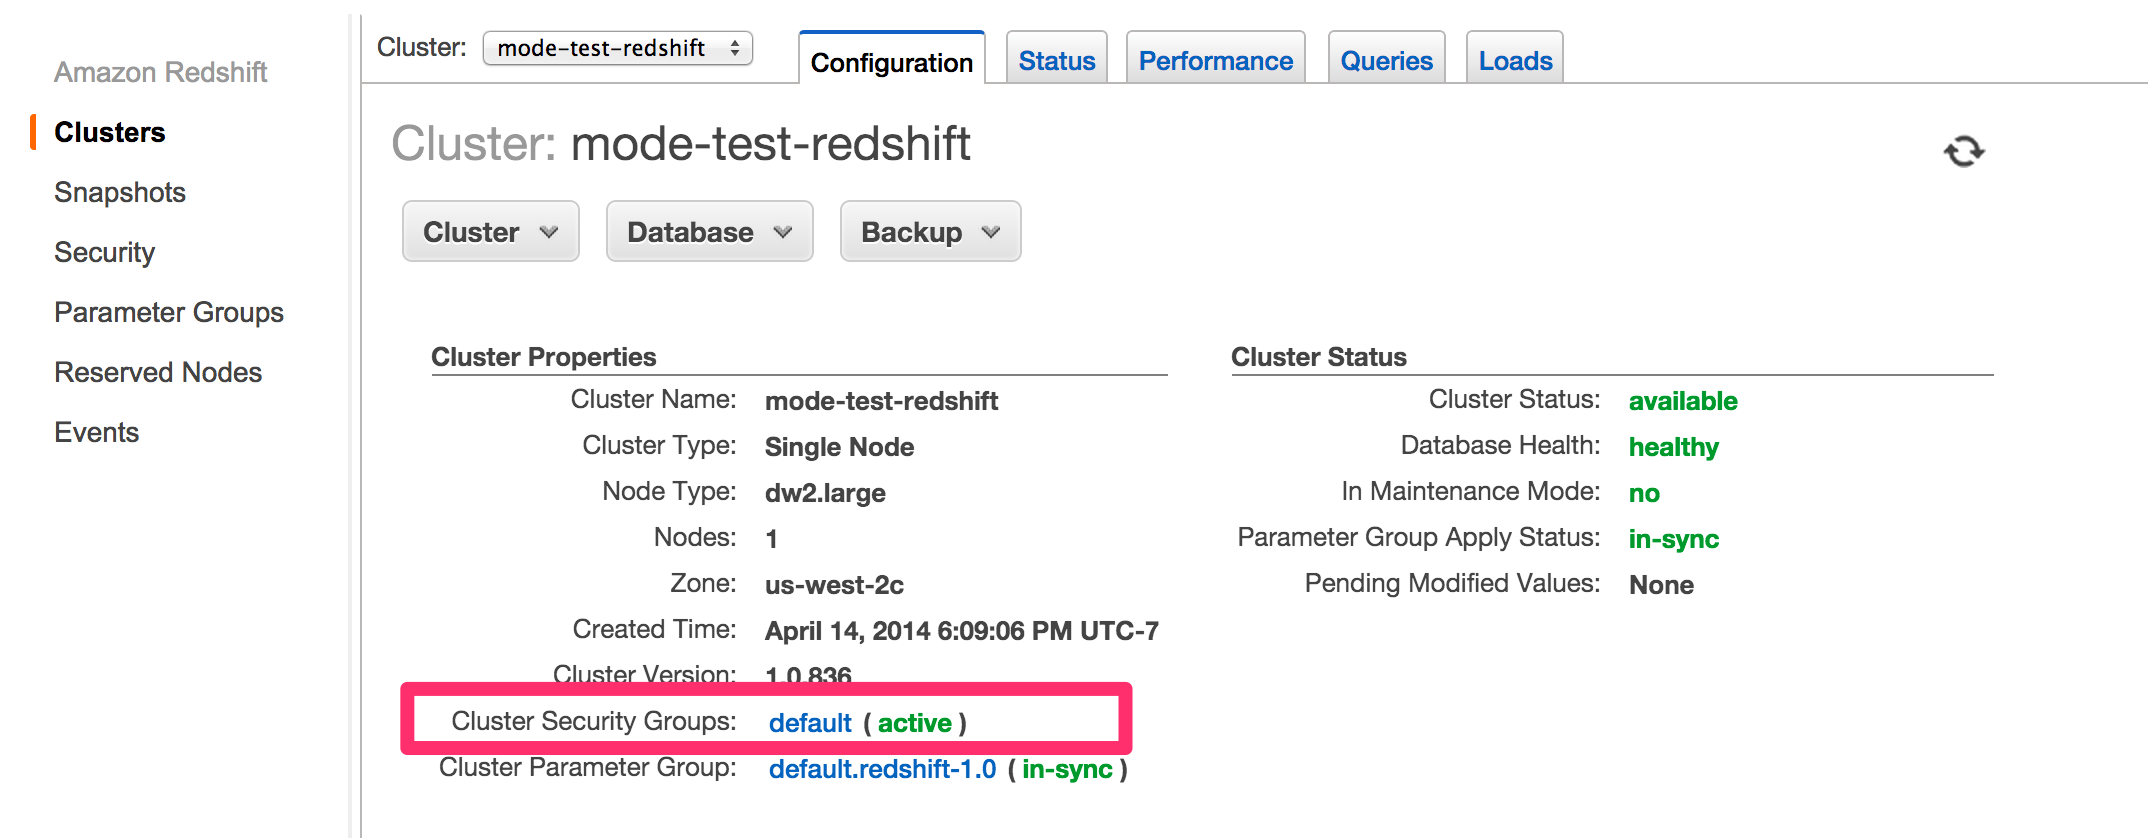 Amazon Redshift
Clusters
Snapshots
Security
Parameter Groups
Reserved Nodes
Events
Cluster: mode-test-redshift
Configuration Status Performance Queries Loads
Cluster: mode-test-redshift
Cluster Database Backup
Cluster Properties
Cluster Name: mode-test-redshift
Cluster Type: Single Node
Node Type: dw2.large
Nodes: 1
Zone: us-west-2c
Created Time: April 14, 2014 6:09:06 PM UTC-7
Cluster Version: 1.0.836
Cluster Security Groups: default ( active )
Cluster Parameter Group: default.redshift-1.0 ( in-sync )
Cluster Status
Cluster Status: available
Database Health: healthy
In Maintenance Mode: no
Parameter Group Apply Status: in-sync
Pending Modified Values: None